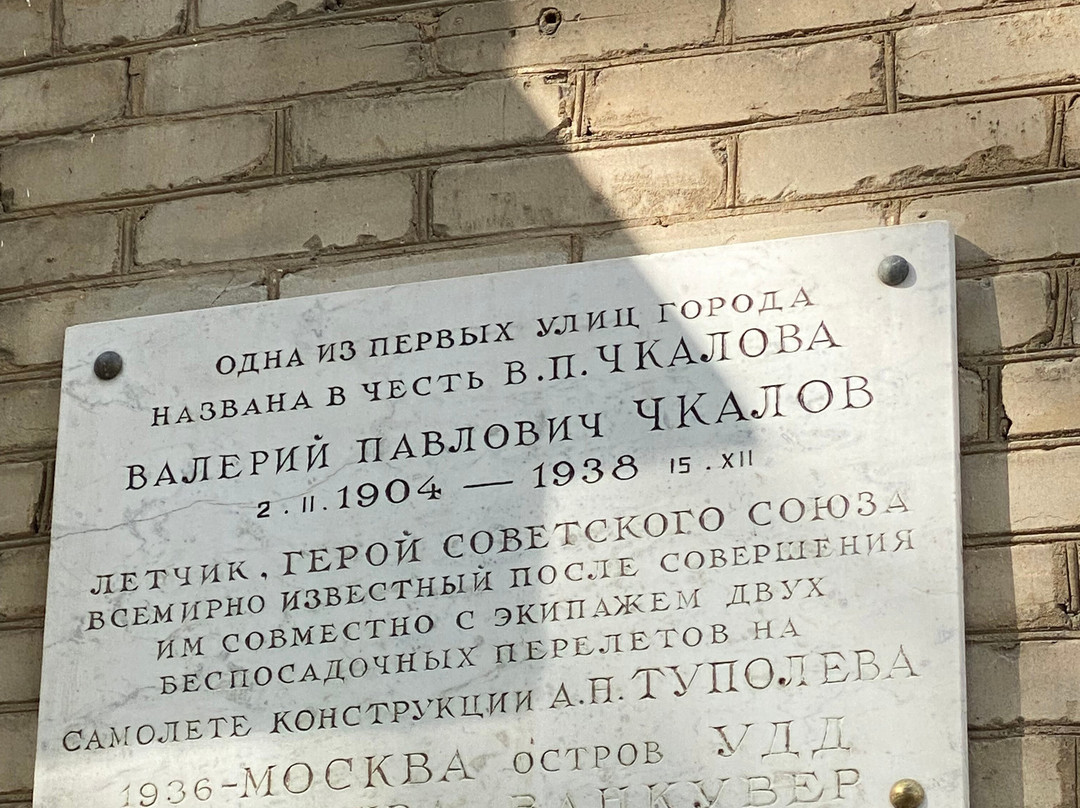 ОДНА ИЗ ПЕРВЫХ УЛИЦ ГОРОДА
НАЗВАНА В ЧЕСТЬ В.П.ЧКАЛОВА
ВАЛЕРИЙ ПАВЛОВИЧ ЧКАЛОВ
2.II.1904 — 1938 15.XII
ЛЕТЧИК, ГЕРОЙ СОВЕТСКОГО СОЮЗА
ВСЕМИРНО ИЗВЕСТНЫЙ ПОСЛЕ СОВЕРШЕНИЯ
ИМ СОВМЕСТНО С ЭКИПАЖЕМ ДВУХ
БЕСПОСАДОЧНЫХ ПЕРЕЛЕТОВ НА
САМОЛЕТЕ КОНСТРУКЦИИ А.Н.ТУПОЛЕВА
1936-МОСКВА ОСТРОВ УДД
ВАНКУВЕР